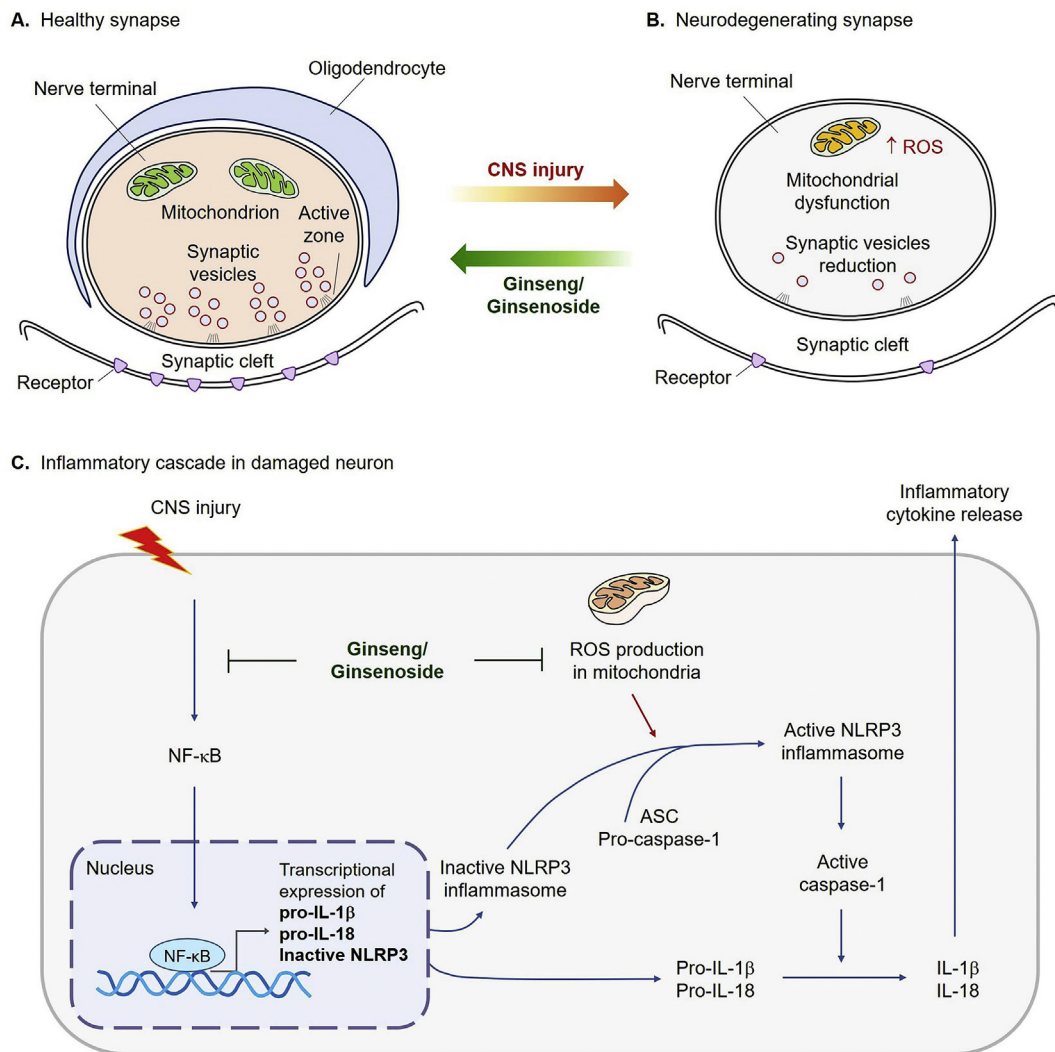 A. Healthy synapse
Nerve terminal
Oligodendrocyte
Mitochondrion
Active
zone
Synaptic
vesicles
Synaptic cleft
Receptor
CNS injury
Ginseng/
Ginsenoside
B. Neurodegenerating synapse
Nerve terminal
↑ ROS
Mitochondrial
dysfunction
Synaptic vesicles
reduction
Synaptic cleft
Receptor
C. Inflammatory cascade in damaged neuron
CNS injury
Inflammatory
cytokine release
Ginseng/
Ginsenoside
ROS production
in mitochondria
NF-κB
Active NLRP3
inflammasome
ASC
Pro-caspase-1
Nucleus
Transcriptional
expression of
pro-IL-1β
pro-IL-18
Inactive NLRP3
NF-κB
Inactive NLRP3
inflammasome
Active
caspase-1
Pro-IL-1β
Pro-IL-18
IL-1β
IL-18